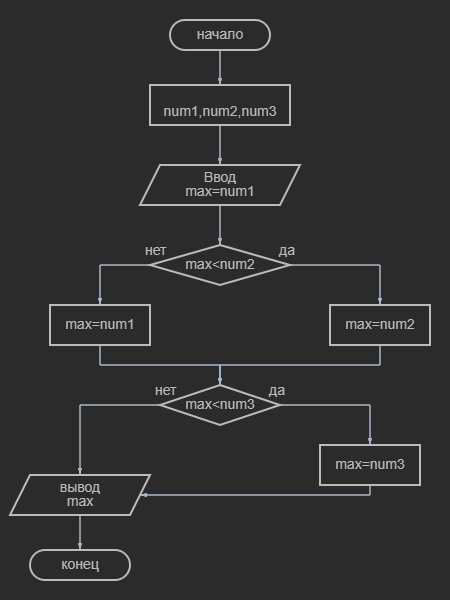 начало
num1,num2,num3
Ввод
max=num1
нет
да
max<num2
max=num1
max=num2
нет
да
max<num3
max=num3
вывод
max
конец